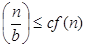 (n/b) ≤ cf(n)